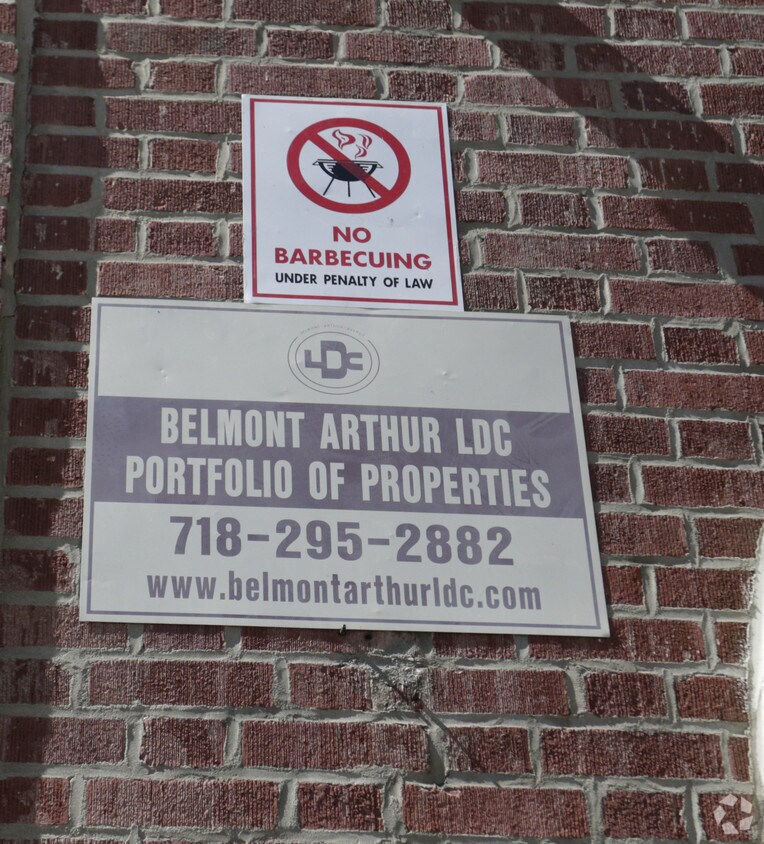 NO
BARBECUING
UNDER PENALTY OF LAW
LDC
BELMONT ARTHUR LDC
PORTFOLIO OF PROPERTIES
718-295-2882
www.belmontarthurldc.com